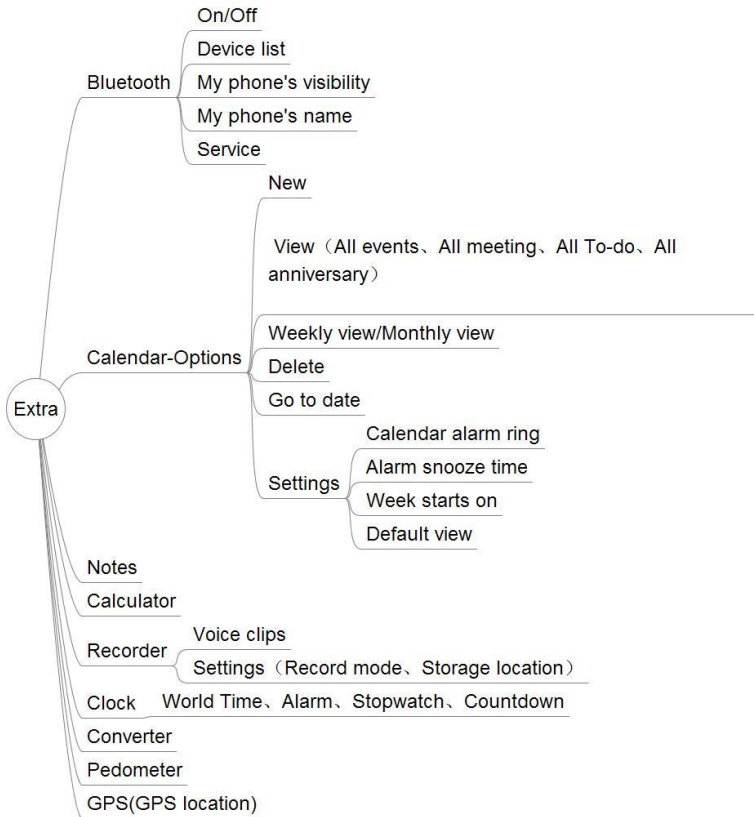 On/Off
Device list
Bluetooth
My phone's visibility
My phone's name
Service
New
View（All events、All meeting、All To-do、All
anniversary）
Weekly view/Monthly view
Calendar-Options
Delete
Go to date
Extra
Calendar alarm ring
Alarm snooze time
Settings
Week starts on
Default view
Notes
Calculator
Voice clips
Recorder
Settings（Record mode、Storage location）
Clock
World Time、Alarm、Stopwatch、Countdown
Converter
Pedometer
GPS(GPS location)